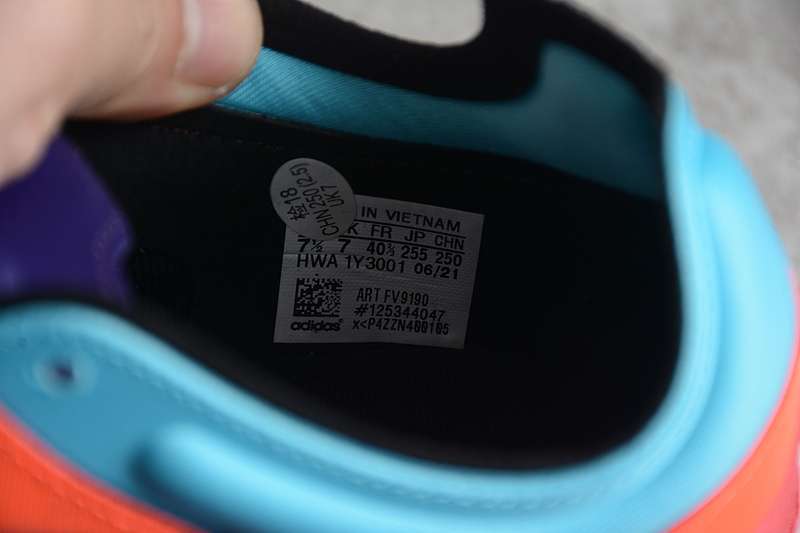 检18
CHN 250(2.5)
UK7
IN VIETNAM
K FR JP CHN
7½ 7 40⅔ 255 250
HWA 1Y3001 06/21
ART FV9190
#125344047
adidas® x<P4ZZN400105